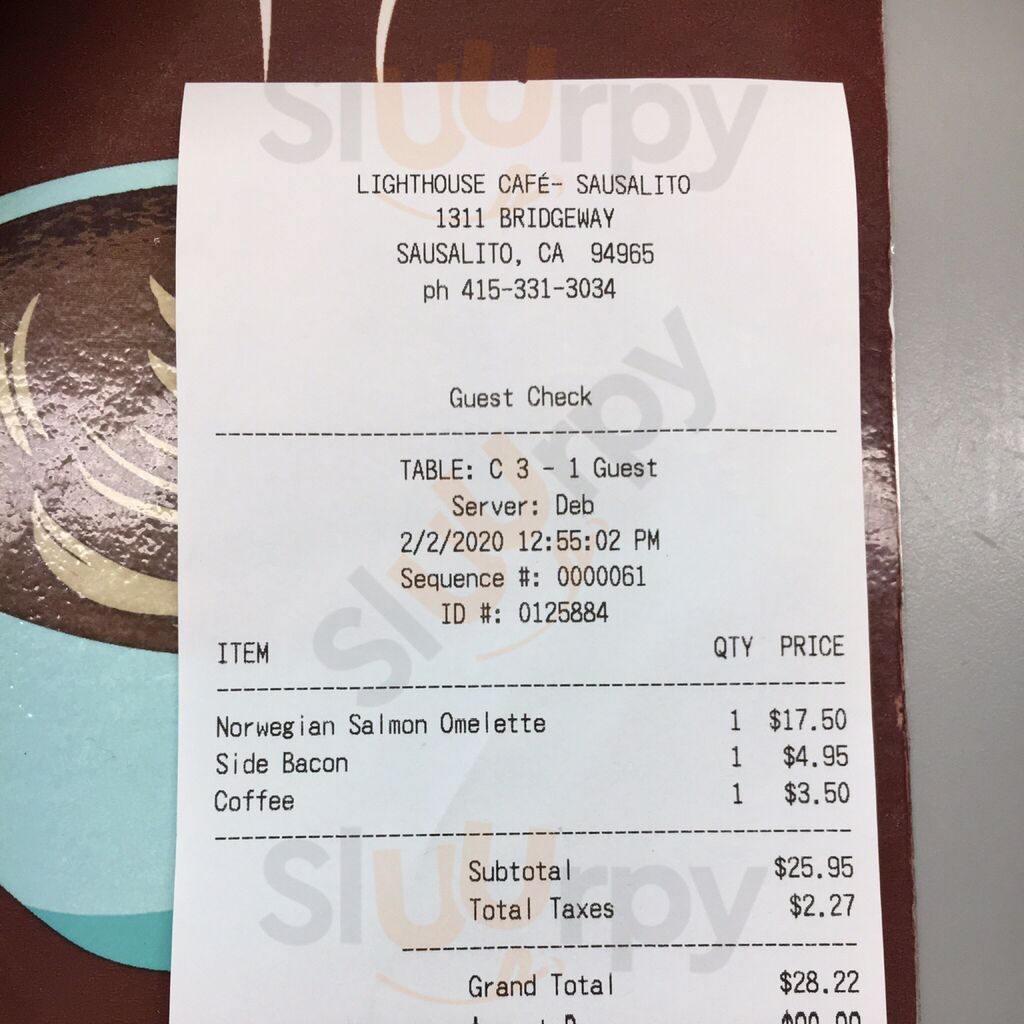 Sluurpy
LIGHTHOUSE CAFÉ- SAUSALITO
1311 BRIDGEWAY
SAUSALITO, CA 94965
ph 415-331-3034
Guest Check
Sluurpy
TABLE: C 3 - 1 Guest
Server: Deb
2/2/2020 12:55:02 PM
Sequence #: 0000061
ID #: 0125884
ITEM QTY PRICE
Norwegian Salmon Omelette 1 $17.50
Side Bacon 1 $4.95
Coffee 1 $3.50
Sluurpy
Subtotal $25.95
Total Taxes $2.27
Grand Total $28.22